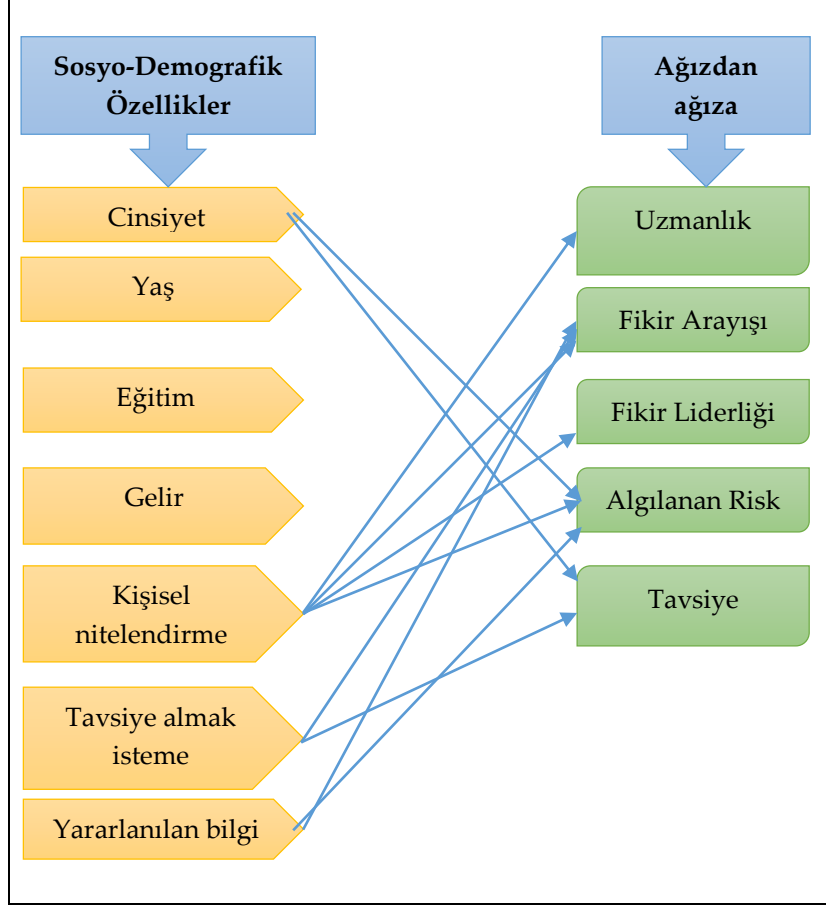 Sosyo-Demografik
Özellikler
Cinsiyet
Yaş
Eğitim
Gelir
Kişisel
nitelendirme
Tavsiye almak
isteme
Yararlanılan bilgi
Ağızdan
ağıza
Uzmanlık
Fikir Arayışı
Fikir Liderliği
Algılanan Risk
Tavsiye